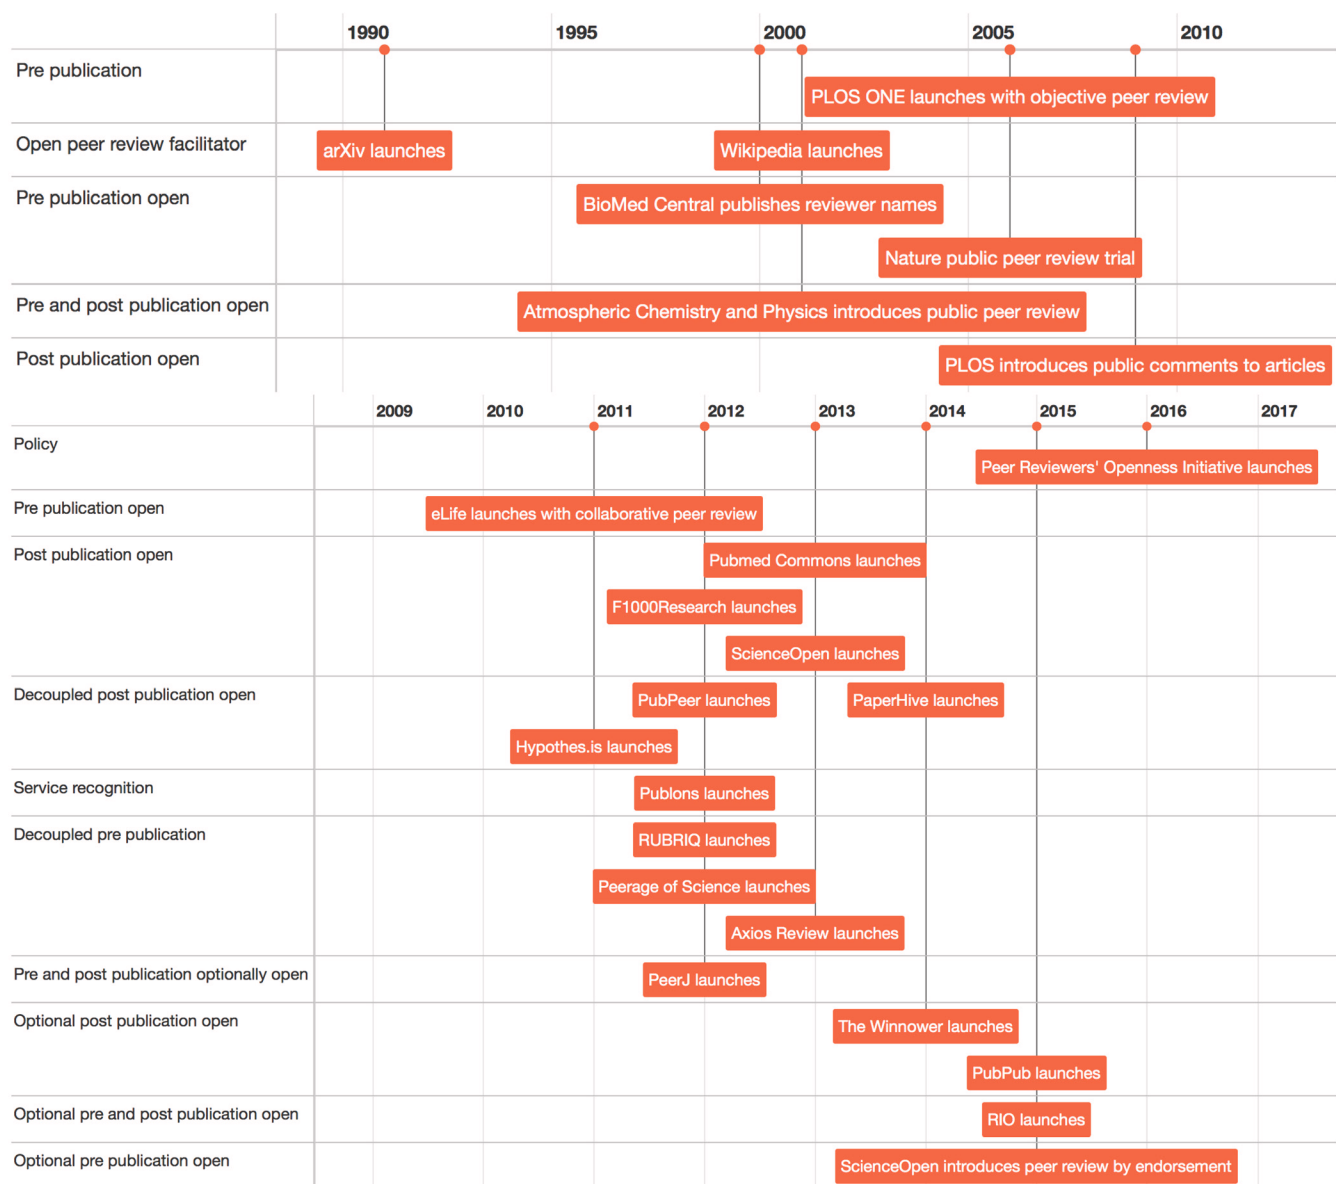 1990 1995 2000 2005 2010
Pre publication
PLOS ONE launches with objective peer review
Open peer review facilitator
arXiv launches
Wikipedia launches
Pre publication open
BioMed Central publishes reviewer names
Nature public peer review trial
Pre and post publication open
Atmospheric Chemistry and Physics introduces public peer review
Post publication open
PLOS introduces public comments to articles
2009 2010 2011 2012 2013 2014 2015 2016 2017
Policy
Peer Reviewers' Openness Initiative launches
Pre publication open
eLife launches with collaborative peer review
Post publication open
Pubmed Commons launches
F1000Research launches
ScienceOpen launches
Decoupled post publication open
PubPeer launches
PaperHive launches
Hypothes.is launches
Service recognition
Publons launches
Decoupled pre publication
RUBRIQ launches
Peerage of Science launches
Axios Review launches
Pre and post publication optionally open
PeerJ launches
Optional post publication open
The Winnower launches
PubPub launches
Optional pre and post publication open
RIO launches
Optional pre publication open
ScienceOpen introduces peer review by endorsement